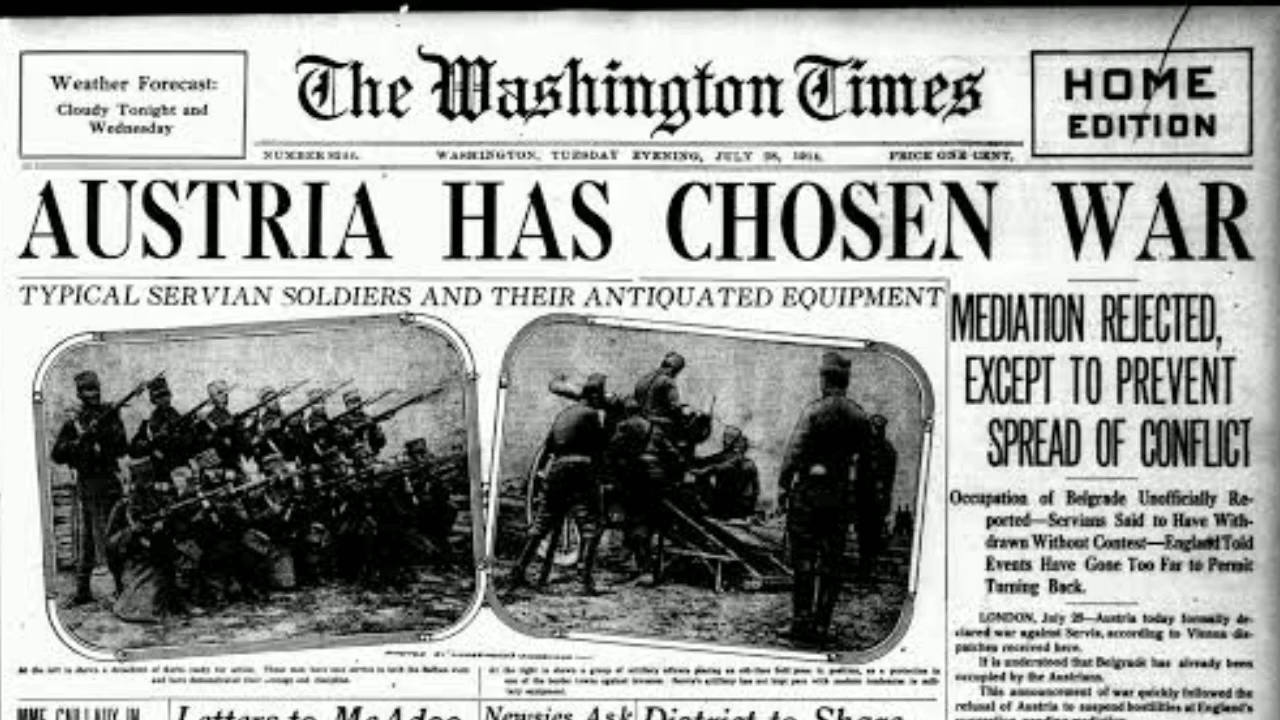 Weather Forecast:
Cloudy Tonight and
Wednesday
The Washington Times
HOME
EDITION
WASHINGTON, TUESDAY EVENING, JULY 28, 1914.
PRICE ONE CENT.
AUSTRIA HAS CHOSEN WAR
TYPICAL SERVIAN SOLDIERS AND THEIR ANTIQUATED EQUIPMENT
MEDIATION REJECTED,
EXCEPT TO PREVENT
SPREAD OF CONFLICT
Occupation of Belgrade Unofficially Re-
ported—Servians Said to Have With-
drawn Without Contest—England Told
Events Have Gone Too Far to Permit
Turning Back.
LONDON, July 28—Austria today formally de-
clared war against Servia, according to Vienna dis-
patches received here.
It is understood that Belgrade has already been
occupied by the Austrians.
This announcement of war quickly followed the
refusal of Austria to suspend hostilities at England's
MME. CAILLAUX IN
Letters to McAdoo
Newsies Ask
District to Share